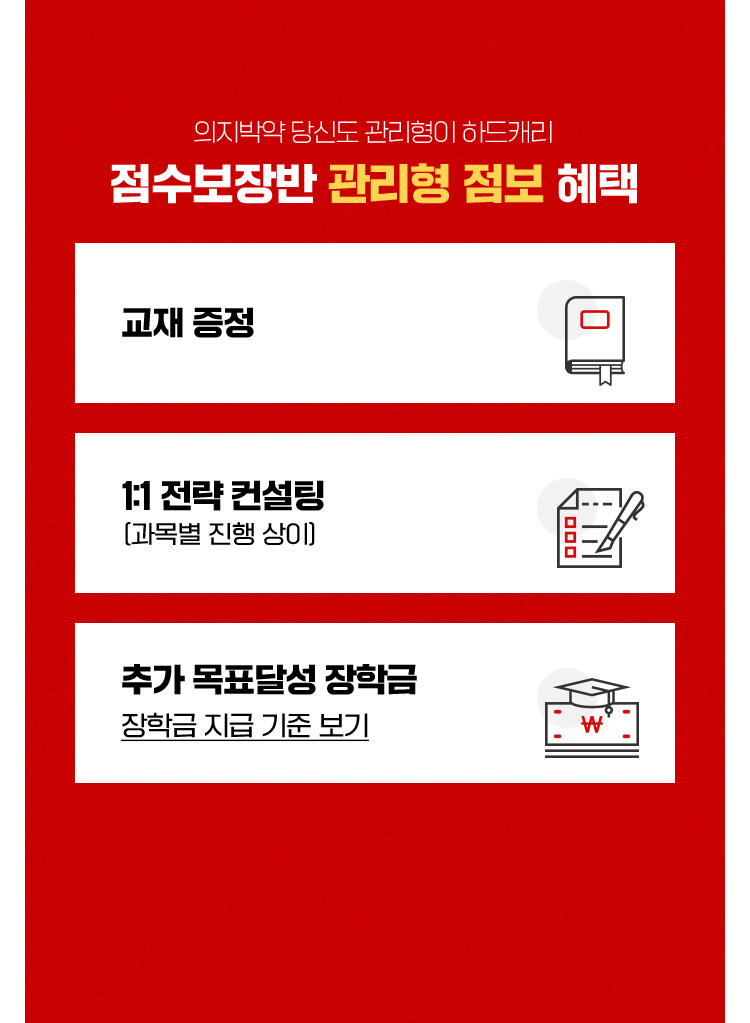 의지박약 당신도 관리형이 하드캐리
점수보장반 관리형 점보 혜택
교재 증정
1:1 전략 컨설팅
(과목별 진행 상이)
추가 목표달성 장학금
장학금 지급 기준 보기
₩